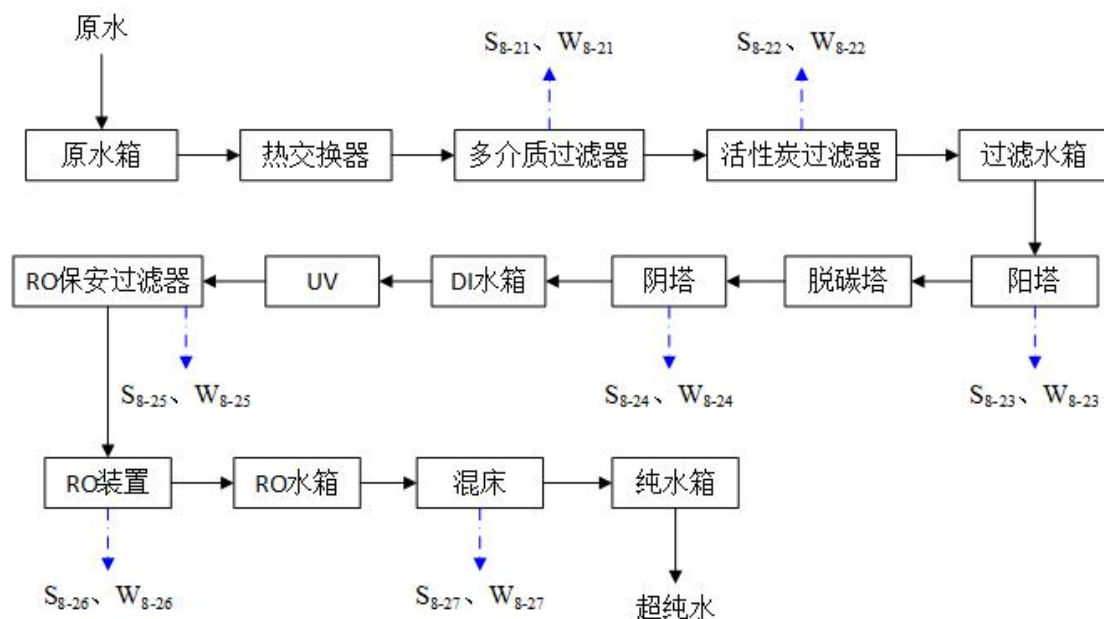 原水
S8-21、W8-21
S8-22、W8-22
原水箱
热交换器
多介质过滤器
活性炭过滤器
过滤水箱
RO保安过滤器
UV
DI水箱
阴塔
脱碳塔
阳塔
S8-25、W8-25
S8-24、W8-24
S8-23、W8-23
RO装置
RO水箱
混床
纯水箱
S8-26、W8-26
S8-27、W8-27
超纯水